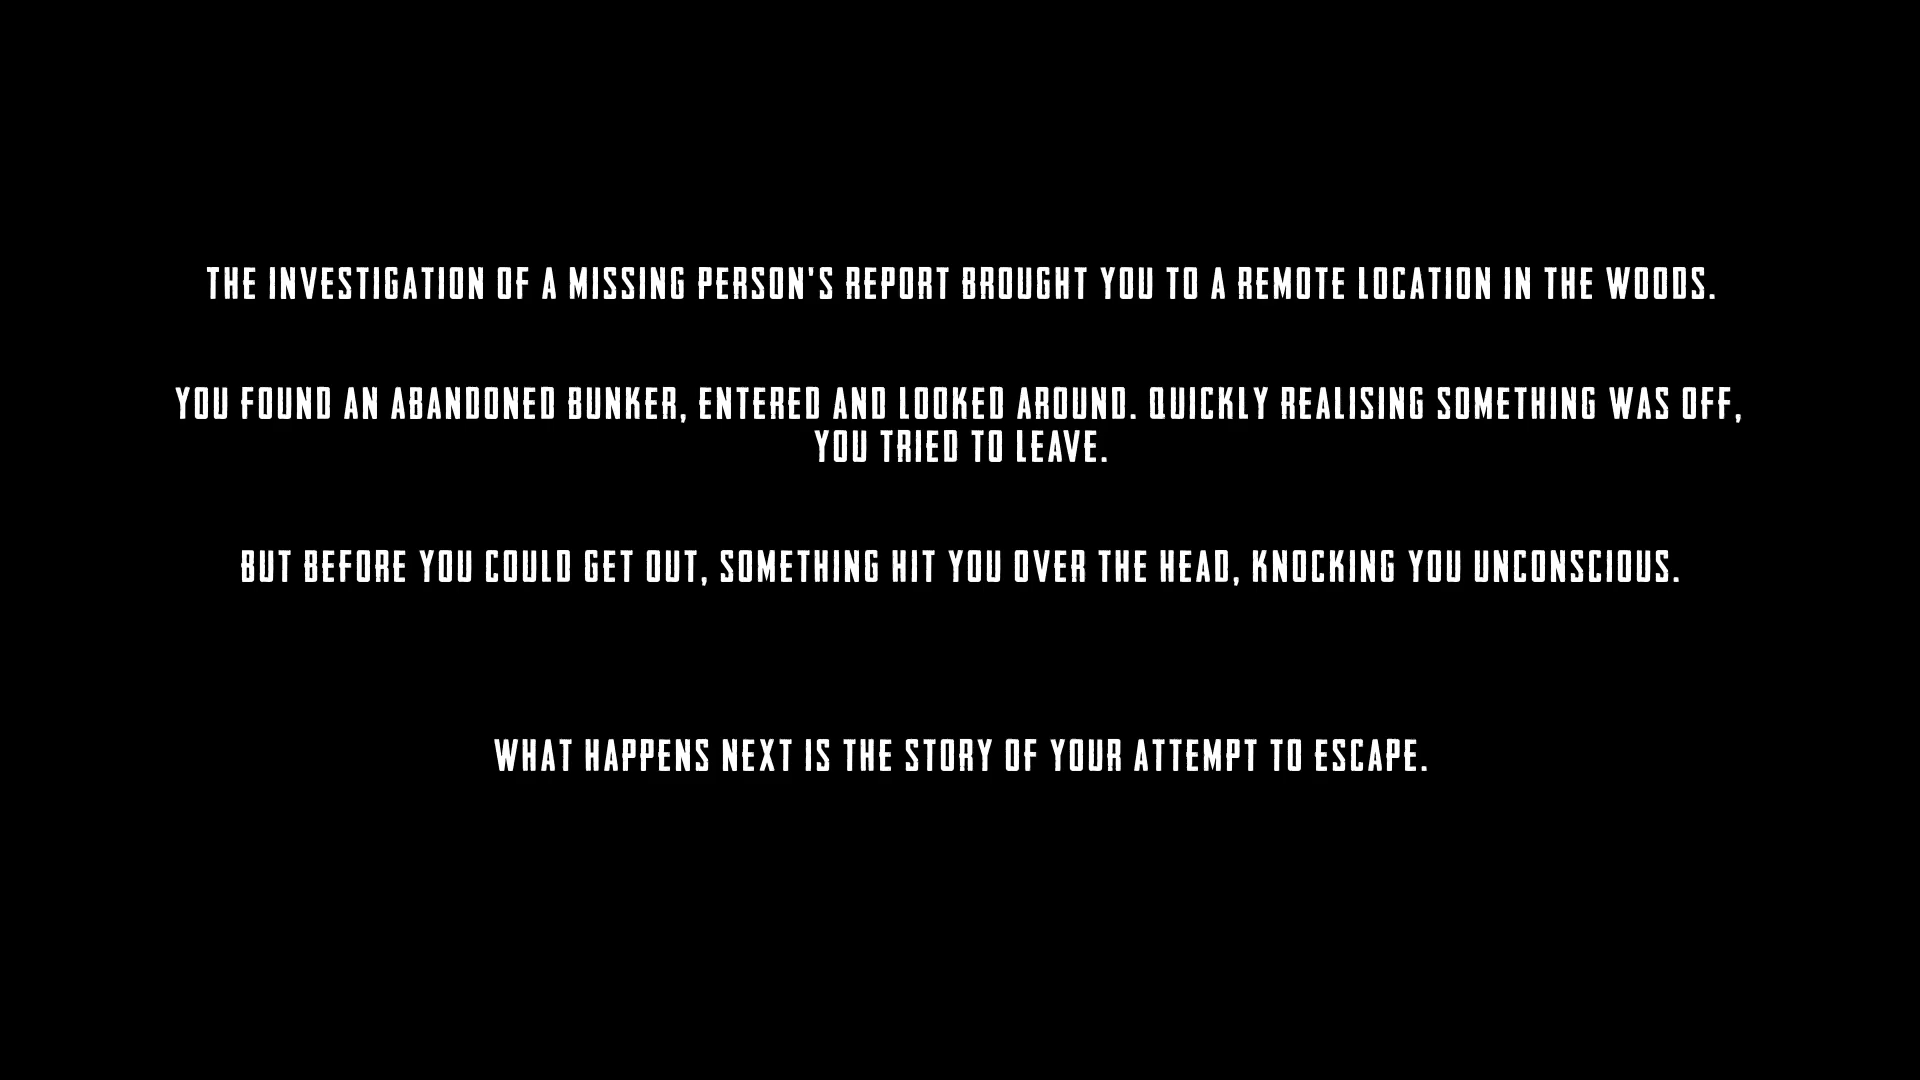 THE INVESTIGATION OF A MISSING PERSON'S REPORT BROUGHT YOU TO A REMOTE LOCATION IN THE WOODS.
YOU FOUND AN ABANDONED BUNKER, ENTERED AND LOOKED AROUND. QUICKLY REALISING SOMETHING WAS OFF,
YOU TRIED TO LEAVE.
BUT BEFORE YOU COULD GET OUT, SOMETHING HIT YOU OVER THE HEAD, KNOCKING YOU UNCONSCIOUS.
WHAT HAPPENS NEXT IS THE STORY OF YOUR ATTEMPT TO ESCAPE.